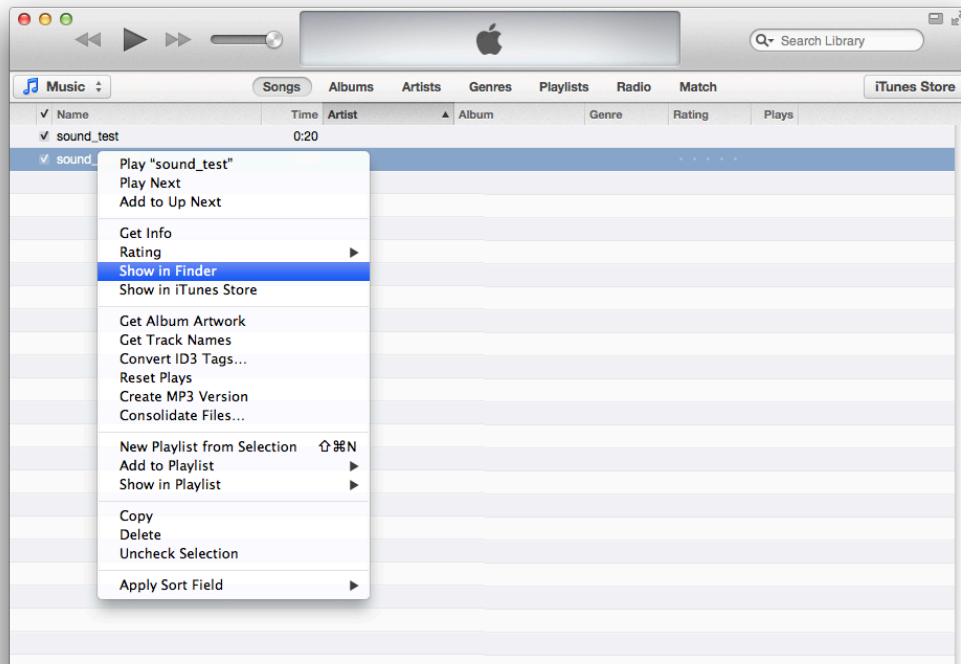 Search Library
Music Songs Albums Artists Genres Playlists Radio Match iTunes Store
✓ Name Time Artist ▲ Album Genre Rating Plays
✓ sound_test 0:20
✓ sound_
Play "sound_test"
Play Next
Add to Up Next
Get Info
Rating ▶
Show in Finder
Show in iTunes Store
Get Album Artwork
Get Track Names
Convert ID3 Tags...
Reset Plays
Create MP3 Version
Consolidate Files...
New Playlist from Selection ⇧⌘N
Add to Playlist ▶
Show in Playlist ▶
Copy
Delete
Uncheck Selection
Apply Sort Field ▶